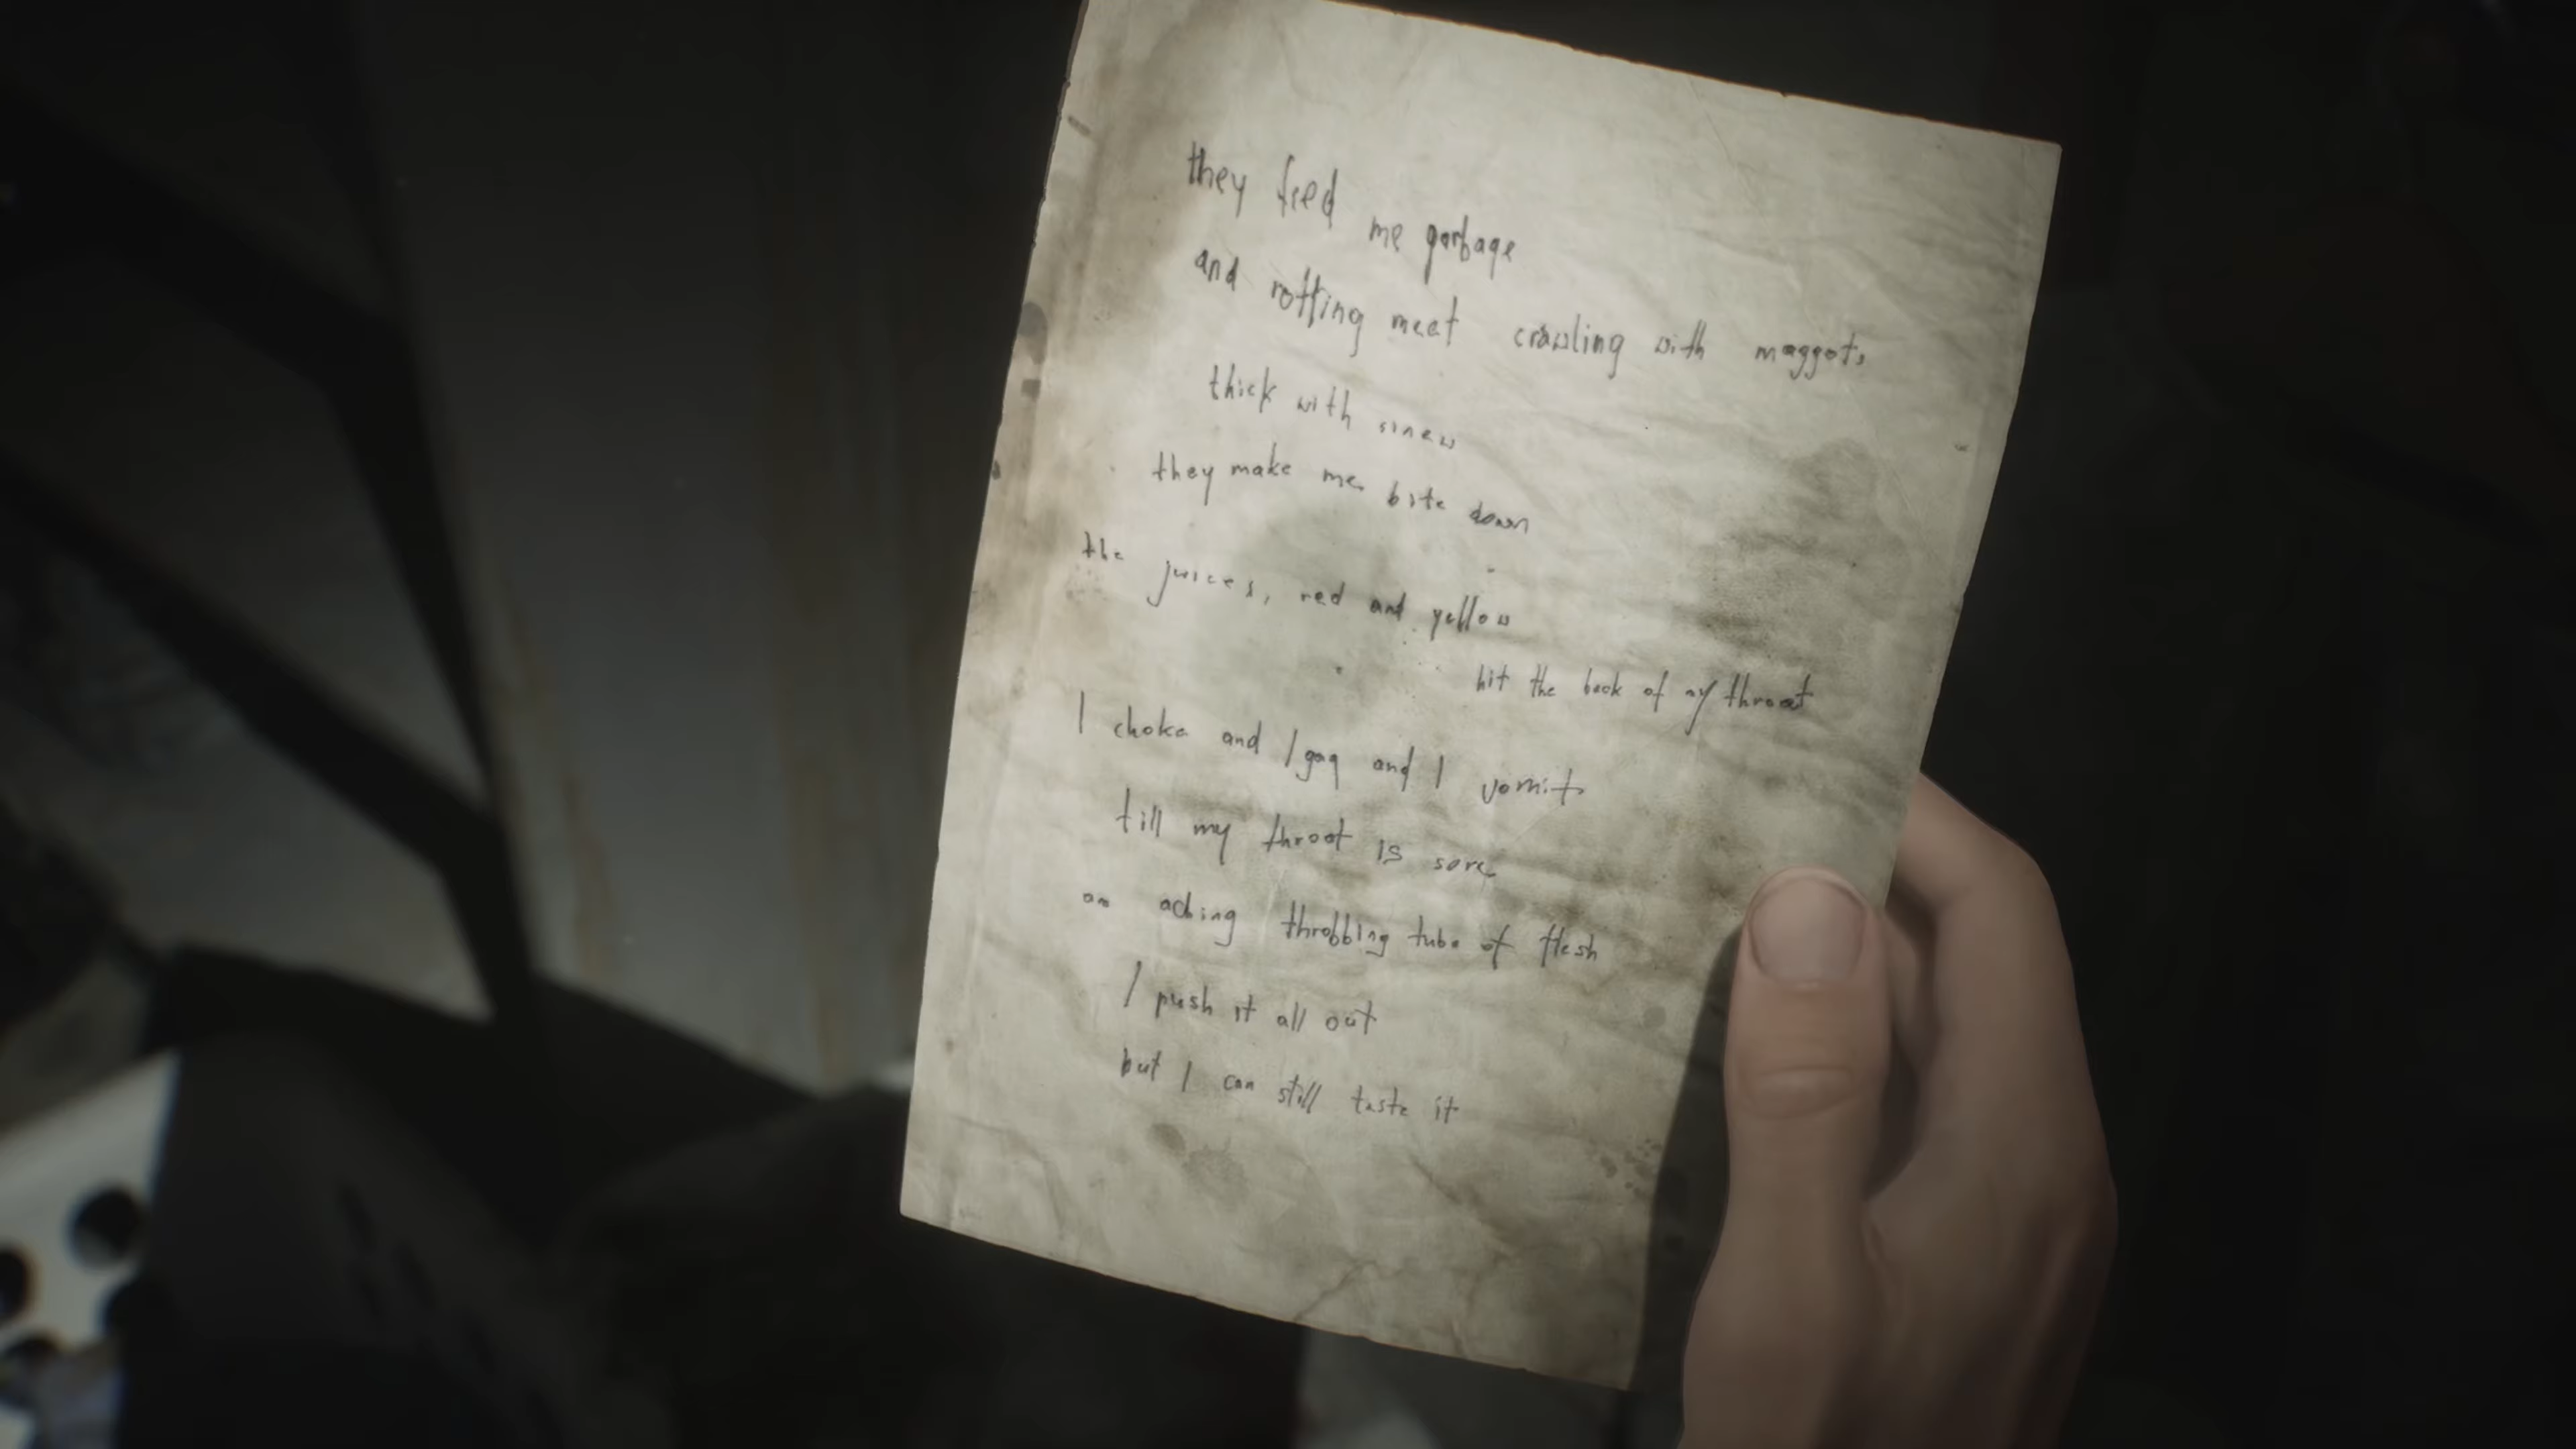 they feed me garbage
and rotting meat crawling with maggots
thick with sinew
they make me bite down
the juices, red and yellow
hit the back of my throat
I choke and I gag and I vomit
till my throat is sore
an aching throbbing tube of flesh
I push it all out
but I can still taste it